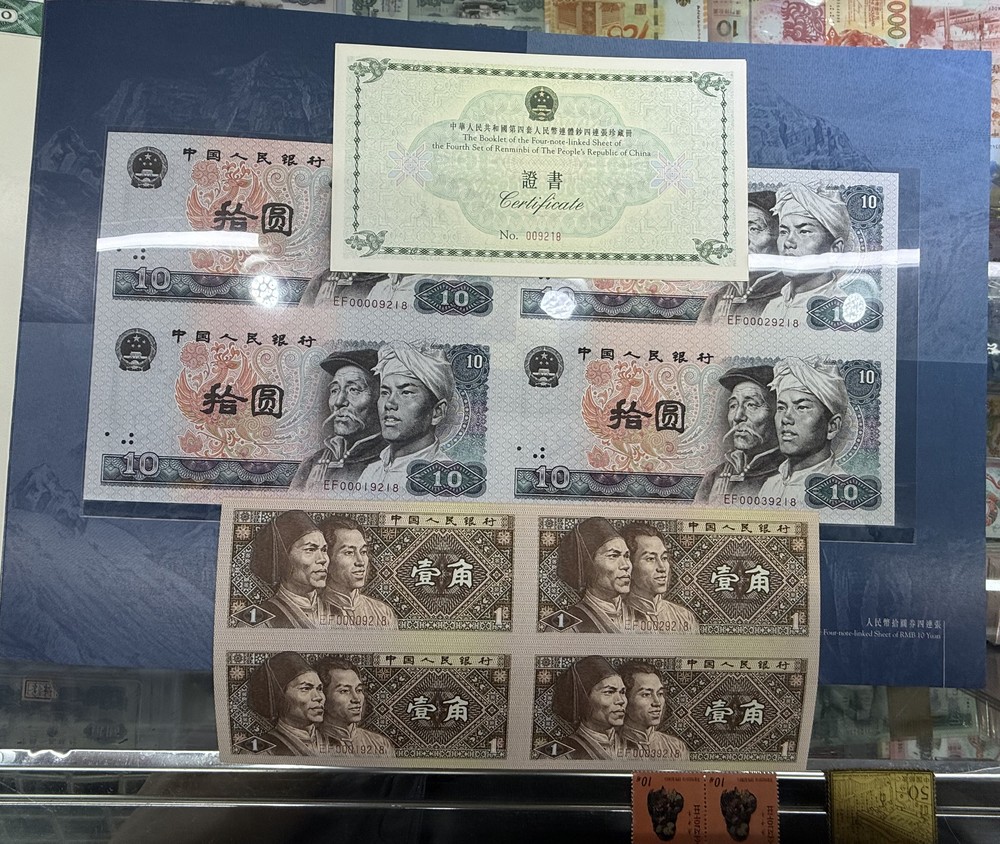 中華人民共和國第四套人民幣連體鈔四連張珍藏冊
The Booklet of the Four-note-linked Sheet of
the Fourth Set of Renminbi of The People's Republic of China
證書
Certificate
No. 009218
中国人民银行
拾圆
10
EF00009218
10
10
EF00029218
中国人民银行
拾圆
10
10
EF00019218
10
中国人民银行
拾圆
10
10
EF00039218
10
中国人民银行
壹角
1
EF00009218
1
中国人民银行
壹角
1
EF00029218
1
中国人民银行
壹角
1
EF00019218
1
中国人民银行
壹角
1
EF00039218
1
人民幣拾圓券四連張
Four-note-linked Sheet of RMB 10 Yuan
10
000
50